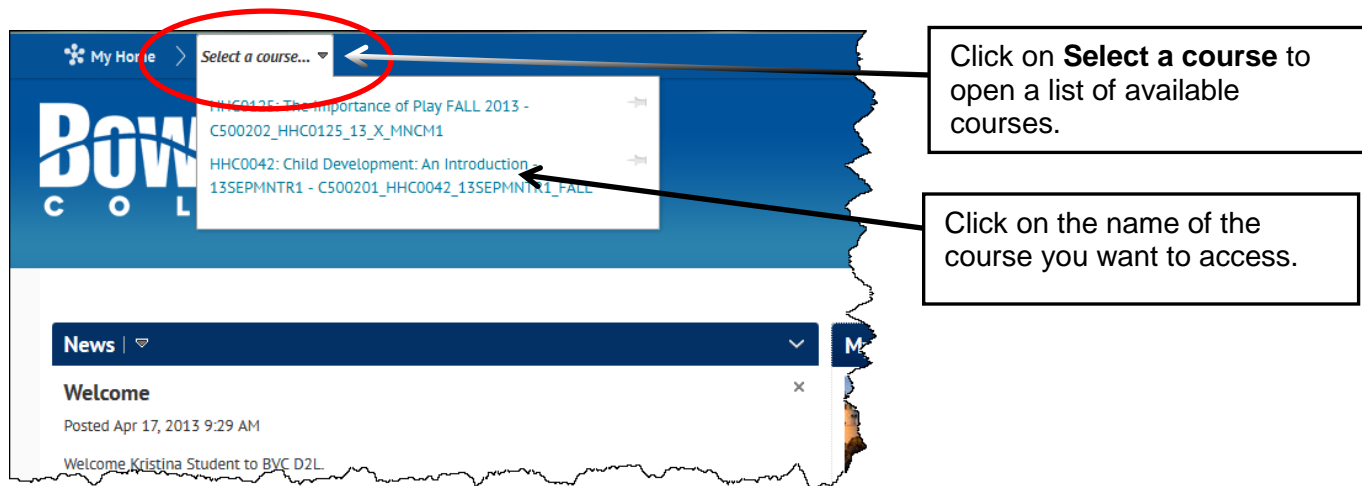 My Home
Select a course...
HHC0125: The Importance of Play FALL 2013 -
C500202_HHC0125_13_X_MNCM1
HHC0042: Child Development: An Introduction -
13SEPMNTR1 - C500201_HHC0042_13SEPMNTR1_FALL
BOW
C O L
Click on Select a course to
open a list of available
courses.
Click on the name of the
course you want to access.
News
M
Welcome
Posted Apr 17, 2013 9:29 AM
Welcome Kristina Student to BVC D2L.